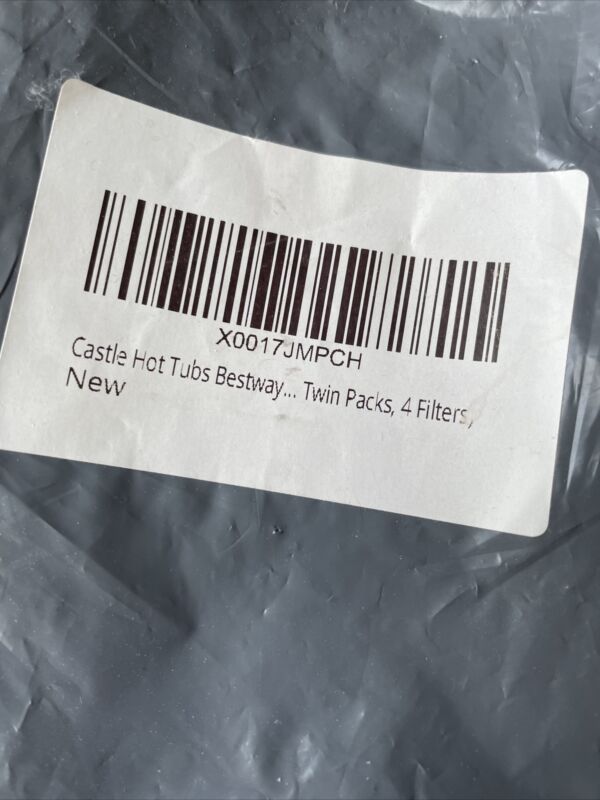 X0017JMPCH
Castle Hot Tubs Bestway... Twin Packs, 4 Filters,
New